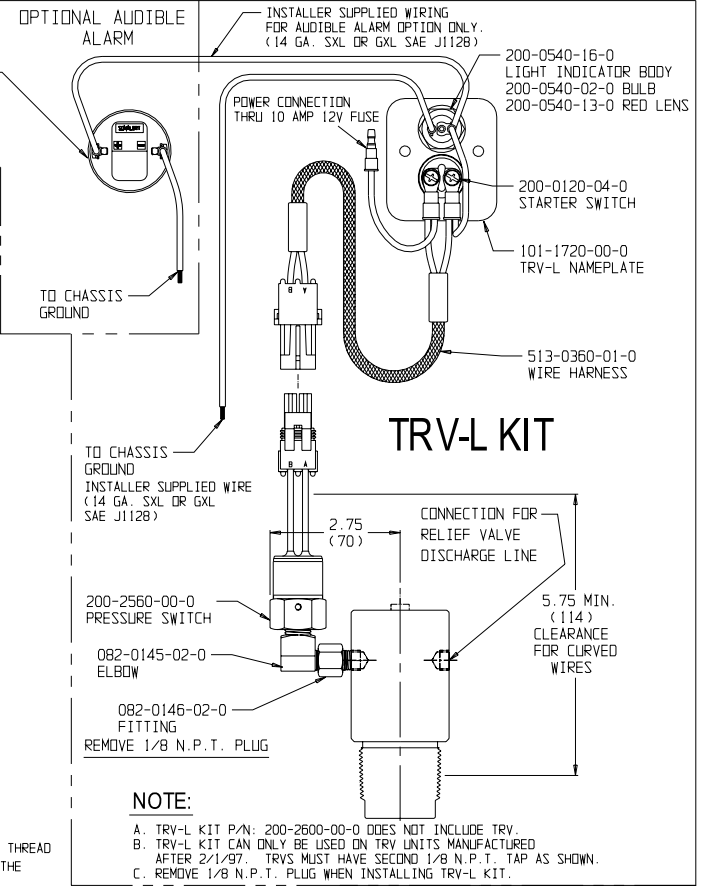 OPTIONAL AUDIBLE
ALARM
INSTALLER SUPPLIED WIRING
FOR AUDIBLE ALARM OPTION ONLY.
(14 GA. SXL OR GXL SAE J1128)
200-0540-16-0
LIGHT INDICATOR BODY
200-0540-02-0 BULB
200-0540-13-0 RED LENS
POWER CONNECTION
THRU 10 AMP 12V FUSE
200-0120-04-0
STARTER SWITCH
101-1720-00-0
TRV-L NAMEPLATE
TO CHASSIS
GROUND
B A
513-0360-01-0
WIRE HARNESS
TRV-L KIT
TO CHASSIS
GROUND
INSTALLER SUPPLIED WIRE
(14 GA. SXL OR GXL
SAE J1128)
B A
CONNECTION FOR
RELIEF VALVE
DISCHARGE LINE
2.75
(70)
200-2560-00-0
PRESSURE SWITCH
5.75 MIN.
(114)
CLEARANCE
FOR CURVED
WIRES
082-0145-02-0
ELBOW
082-0146-02-0
FITTING
REMOVE 1/8 N.P.T. PLUG
NOTE:
A. TRV-L KIT P/N: 200-2600-00-0 DOES NOT INCLUDE TRV.
B. TRV-L KIT CAN ONLY BE USED ON TRV UNITS MANUFACTURED
AFTER 2/1/97. TRVS MUST HAVE SECOND 1/8 N.P.T. TAP AS SHOWN.
C. REMOVE 1/8 N.P.T. PLUG WHEN INSTALLING TRV-L KIT.
THREAD
THE